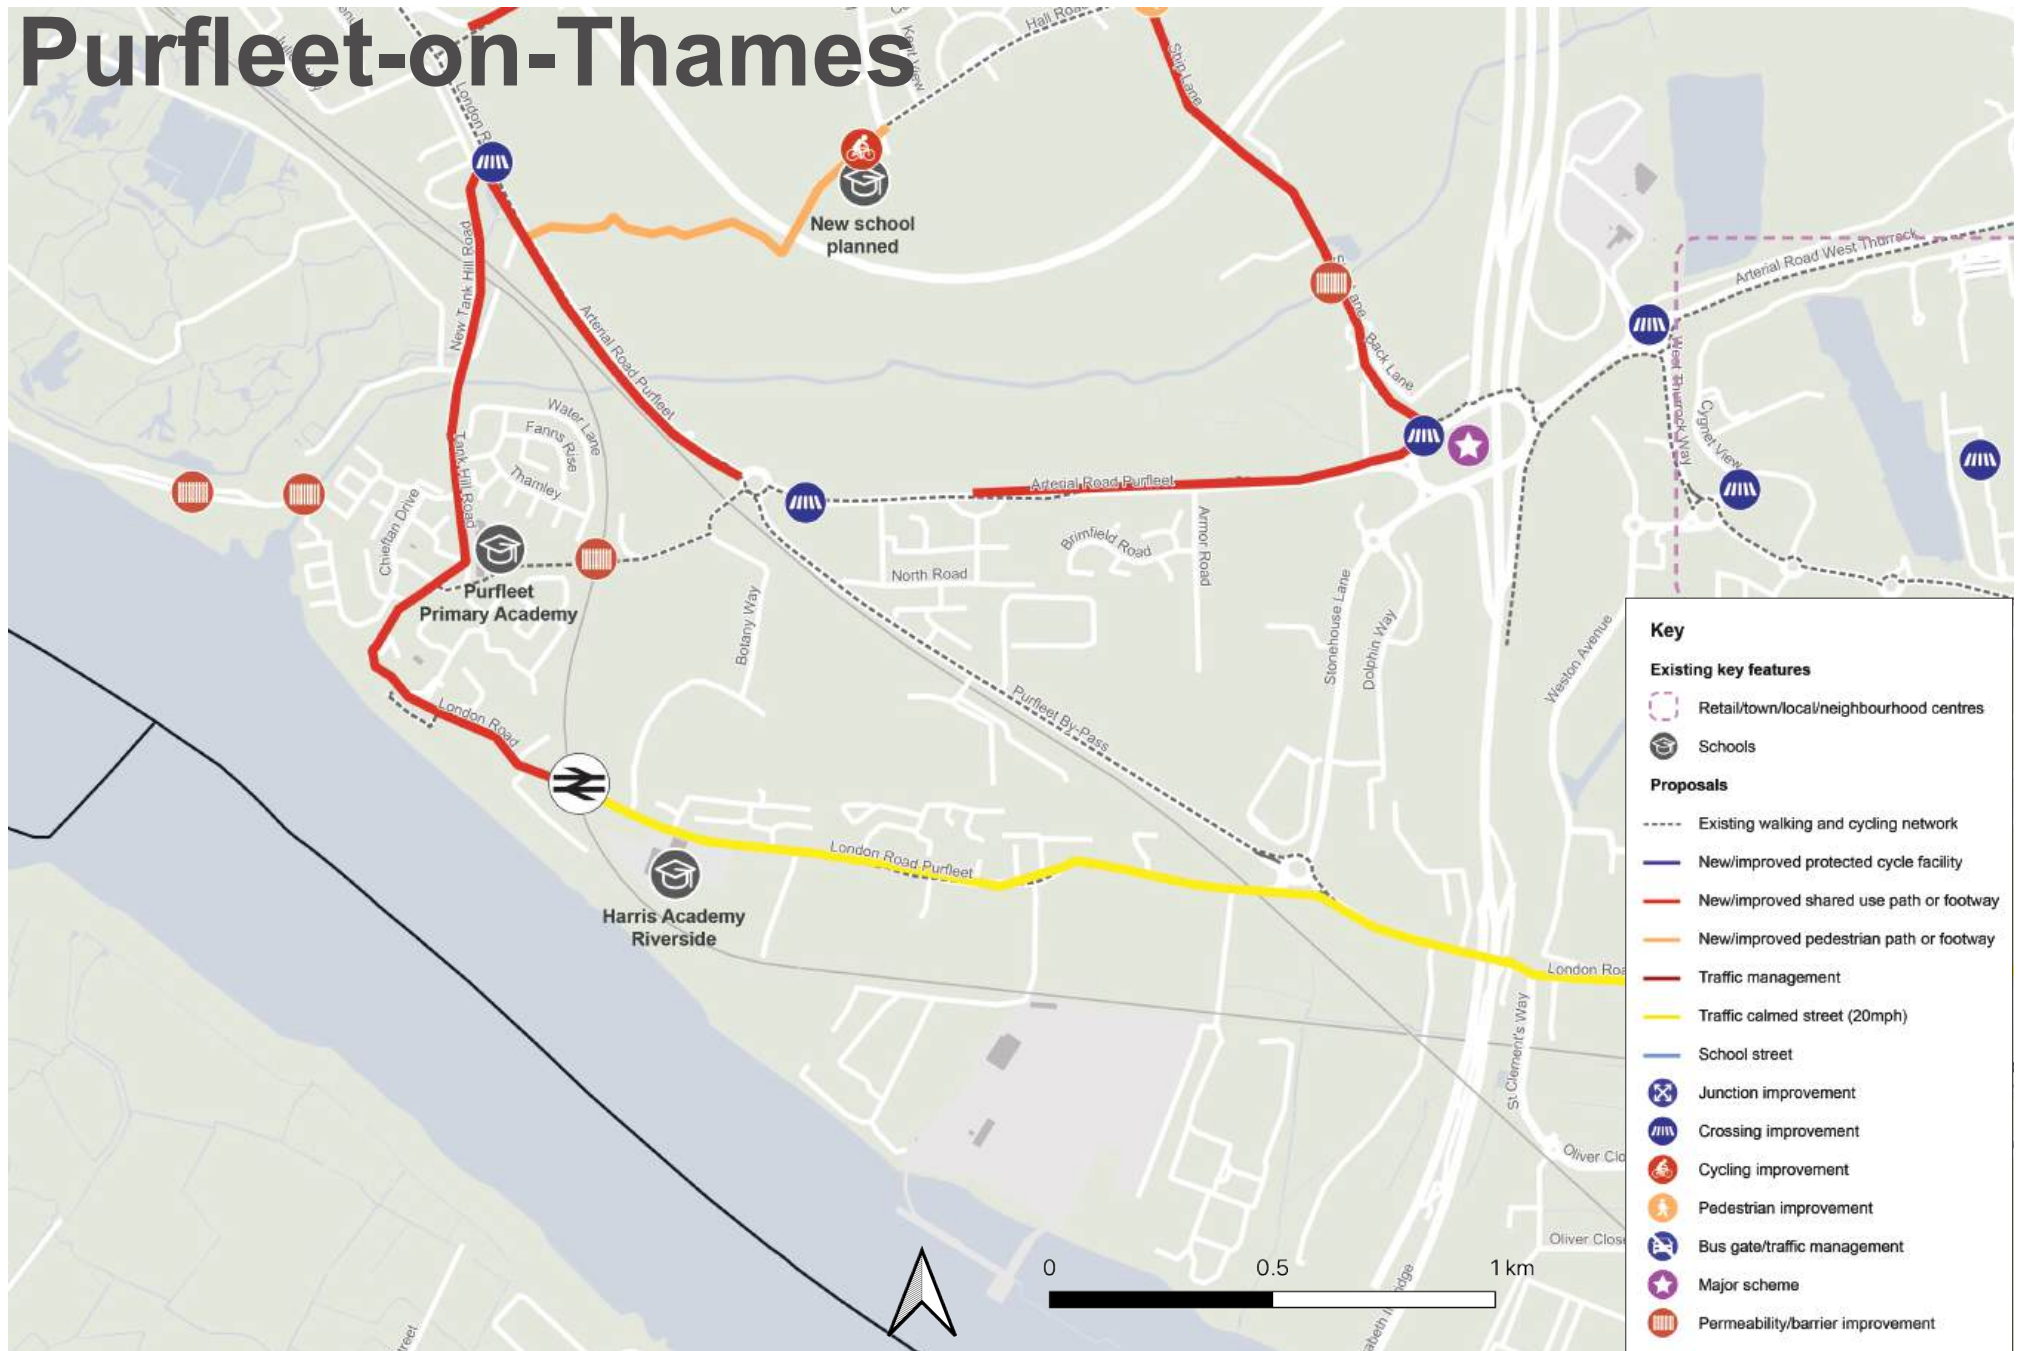 Purfleet-on-Thames
Hall Road
Kent View
Ship Lane
New school
planned
New Tank Hill Road
Arterial Road Purfleet
Back Lane
Arterial Road West Thurrock
West Thurrock Way
Cygnet View
Water Lane
Fanns Rise
Thamley
Tank Hill Road
Chieftan Drive
Purfleet
Primary Academy
Arterial Road Purfleet
Brimfield Road
Armor Road
North Road
Botany Way
Stonehouse Lane
Dolphin Way
Weston Avenue
Purfleet By-Pass
London Road
London Road Purfleet
Harris Academy
Riverside
London Roa
St Clement's Way
Oliver Clo
Oliver Close
0
0.5
1 km
Key
Existing key features
Retail/town/local/neighbourhood centres
Schools
Proposals
Existing walking and cycling network
New/improved protected cycle facility
New/improved shared use path or footway
New/improved pedestrian path or footway
Traffic management
Traffic calmed street (20mph)
School street
Junction improvement
Crossing improvement
Cycling improvement
Pedestrian improvement
Bus gate/traffic management
Major scheme
Permeability/barrier improvement